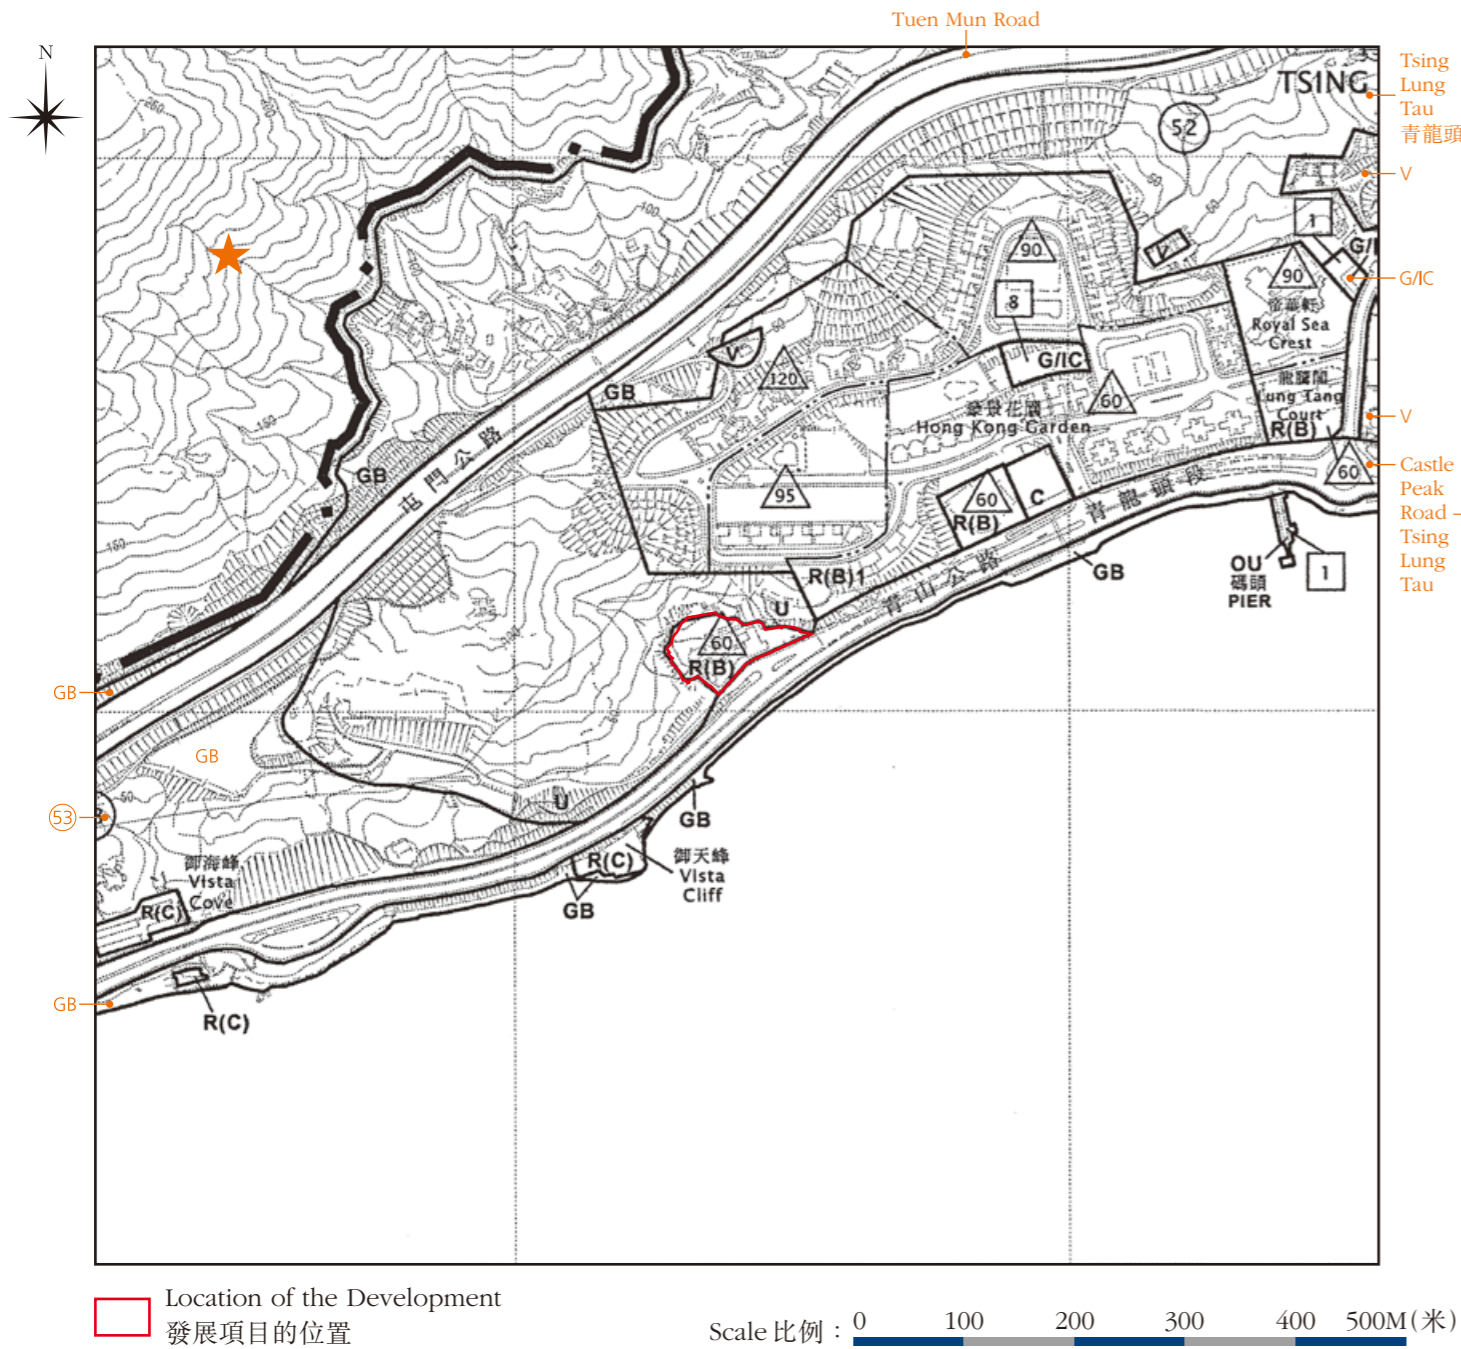 Tuen Mun Road
N
Tsing
Lung
Tau
青龍頭
TSING
52
V
1
G/IC
90
90
8
帝華軒
Royal Sea
Crest
V
120
GB
G/IC
60
龍騰閣
Lung Tang
Court
R(B)
V
豪景花園
Hong Kong Garden
屯門公路
GB
95
60
R(B)
C
60
Castle
Peak
Road –
Tsing
Lung
Tau
青山公路
青龍頭段
GB
OU
碼頭
PIER
1
R(B)1
U
60
R(B)
GB
GB
53
U
GB
御海峰
Vista
Cove
R(C)
R(C)
御天峰
Vista
Cliff
GB
GB
R(C)
Location of the Development
發展項目的位置
Scale 比例：
0 100 200 300 400 500M(米)